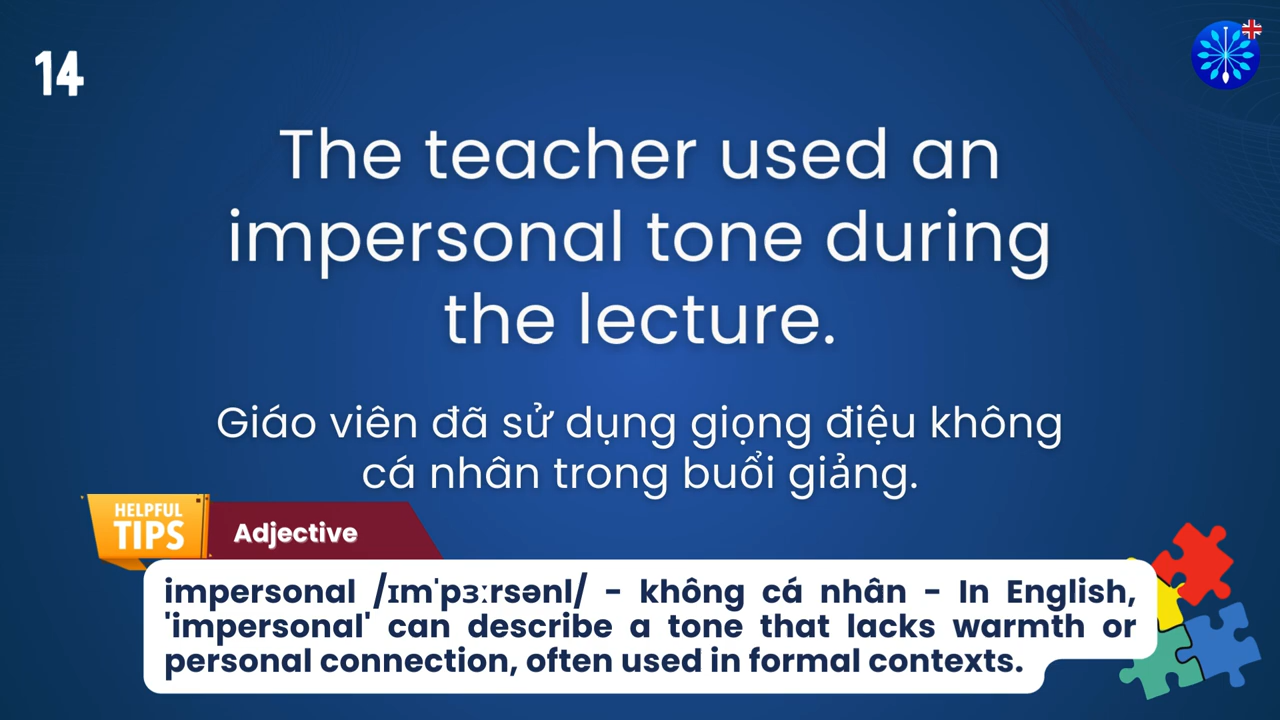 14
The teacher used an
impersonal tone during
the lecture.
Giáo viên đã sử dụng giọng điệu không
cá nhân trong buổi giảng.
HELPFUL
TIPS
Adjective
impersonal /ɪmˈpɜːrsənl/ - không cá nhân - In English,
'impersonal' can describe a tone that lacks warmth or
personal connection, often used in formal contexts.